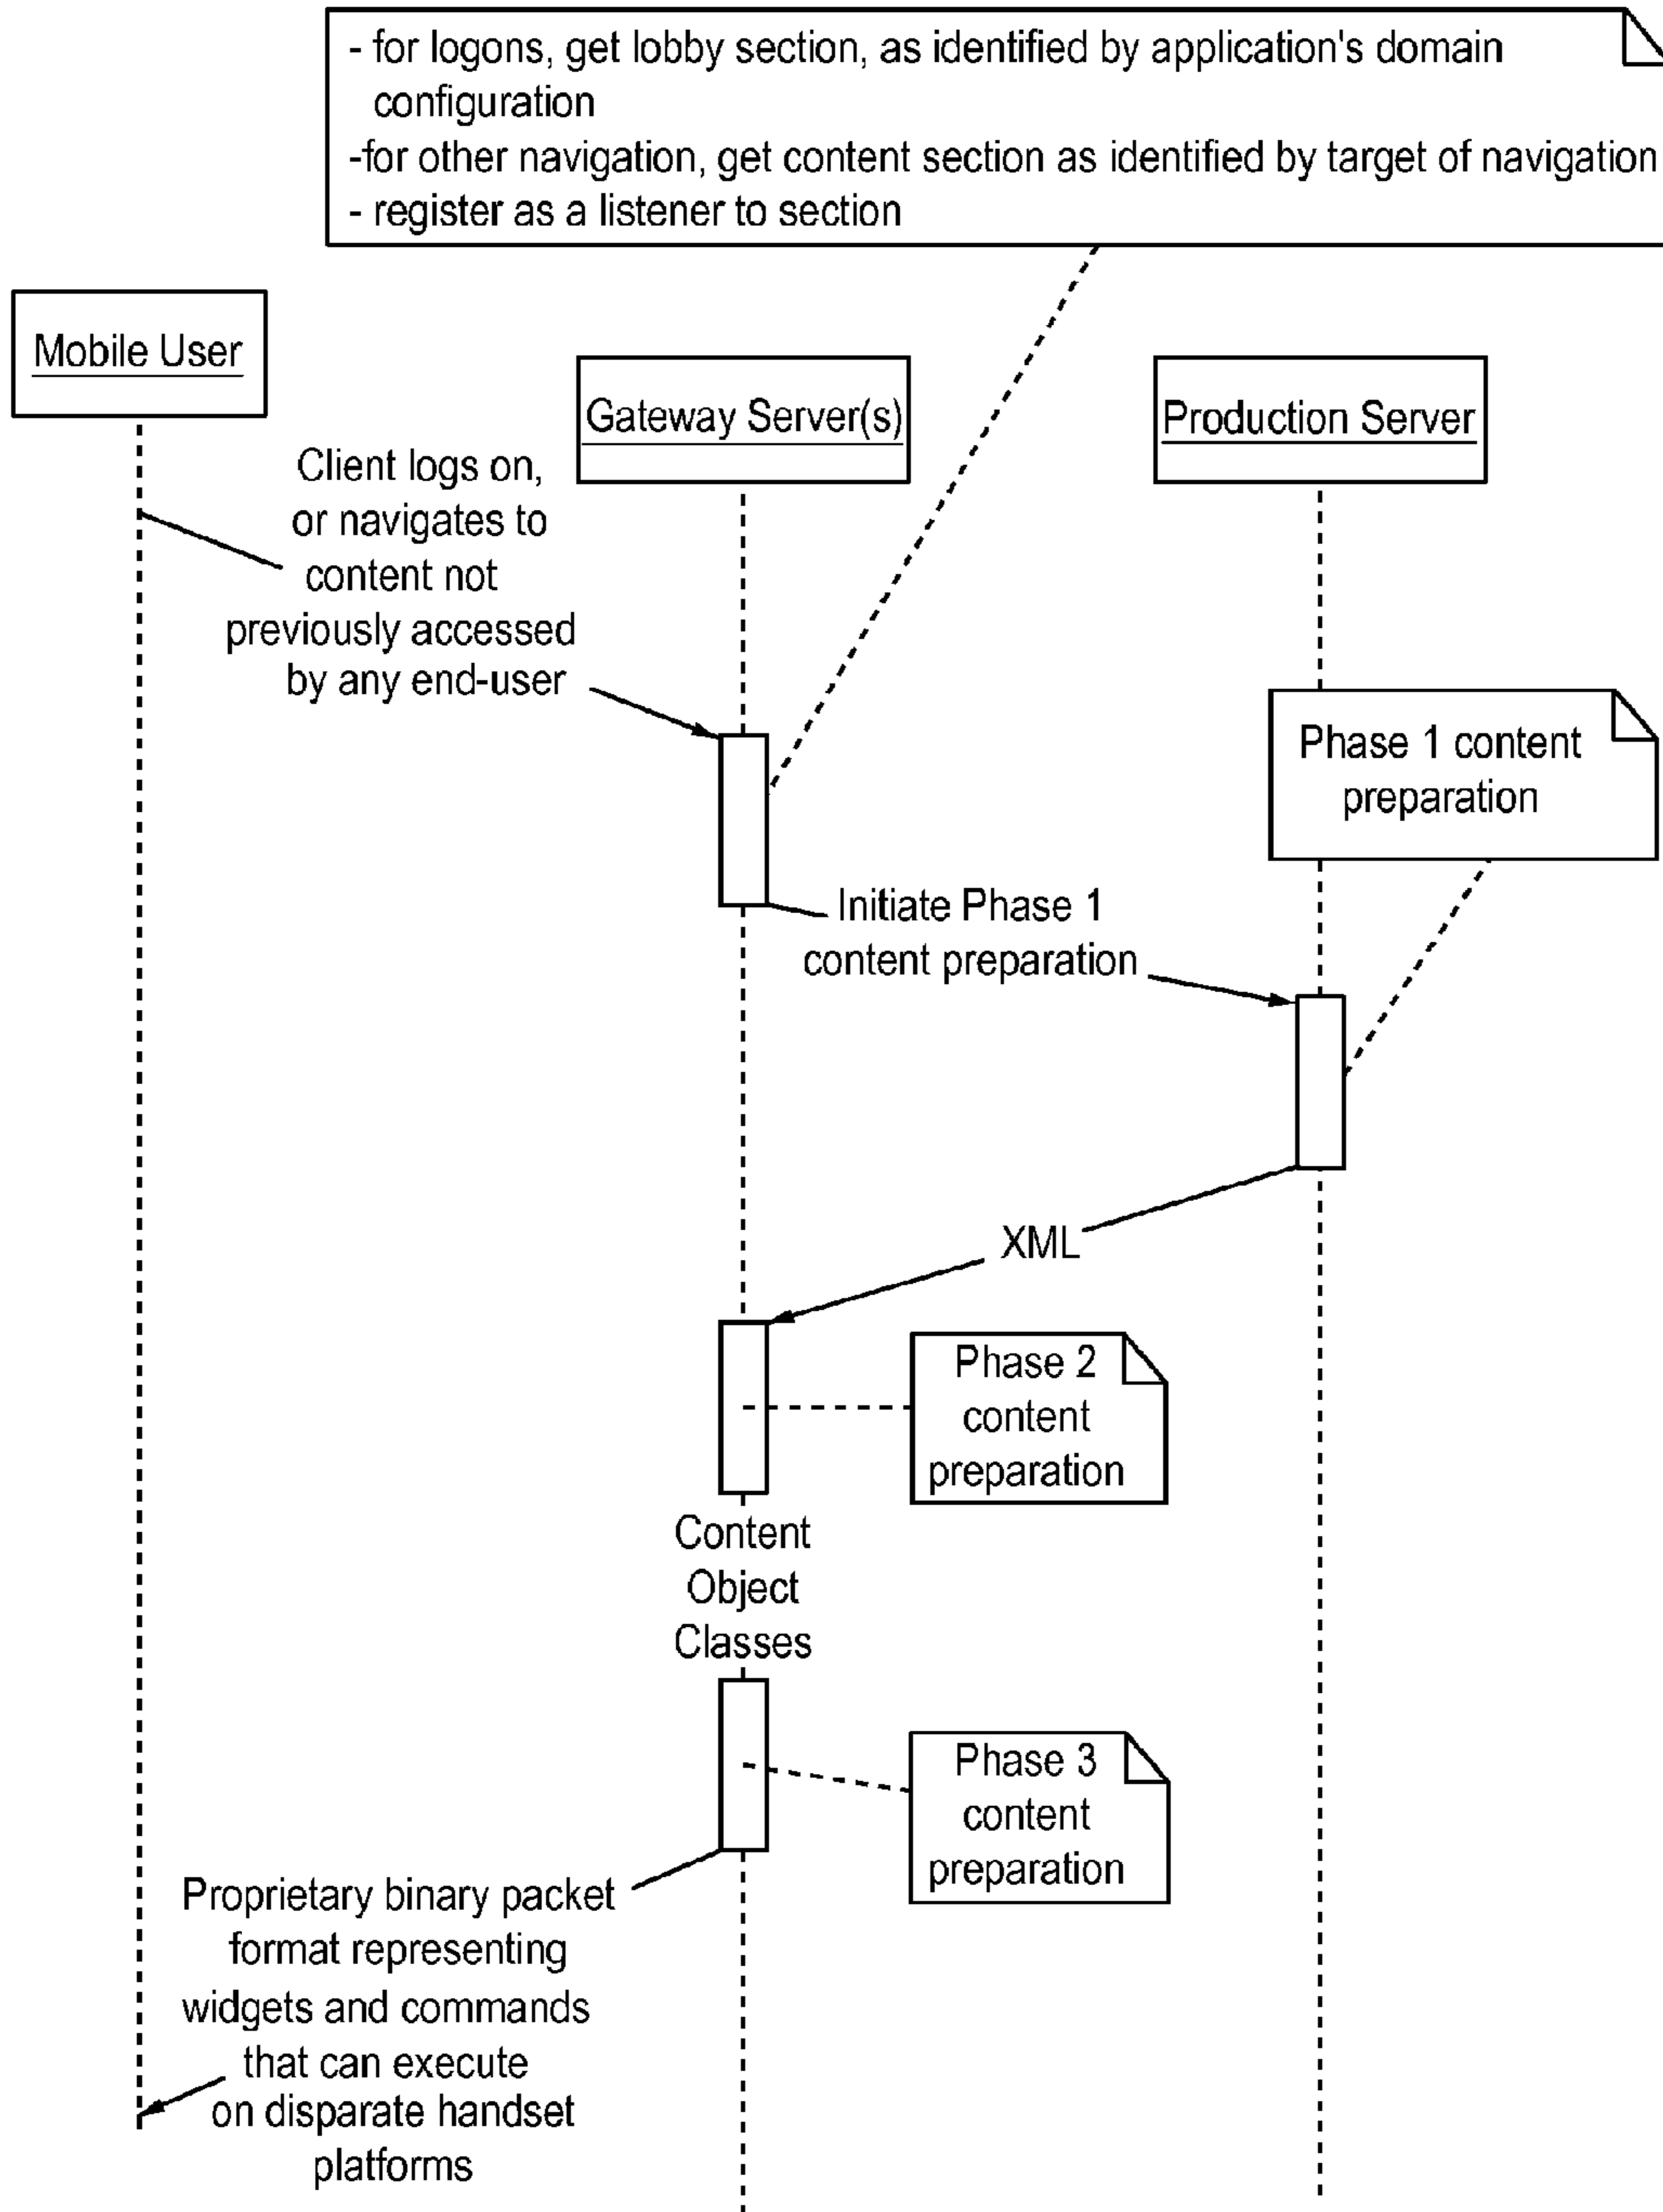 - for logons, get lobby section, as identified by application's domain
configuration
-for other navigation, get content section as identified by target of navigation
- register as a listener to section
Mobile User
Gateway Server(s)
Production Server
Client logs on,
or navigates to
content not
previously accessed
by any end-user
Phase 1 content
preparation
Initiate Phase 1
content preparation
XML
Phase 2
content
preparation
Content
Object
Classes
Phase 3
content
preparation
Proprietary binary packet
format representing
widgets and commands
that can execute
on disparate handset
platforms